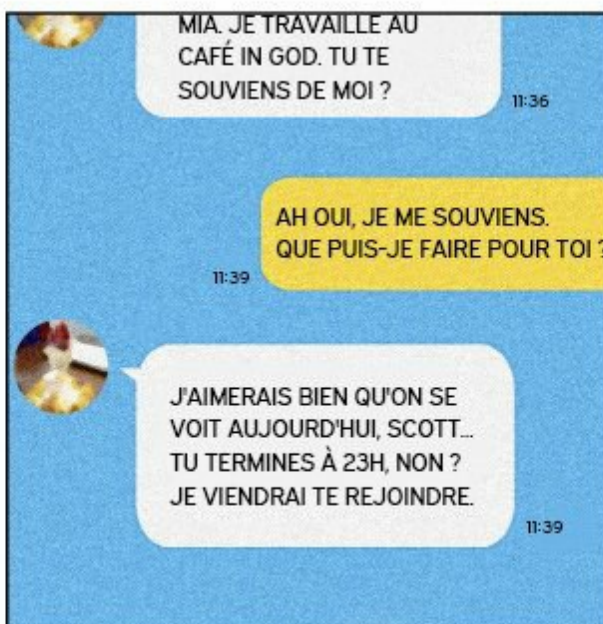 MIA. JE TRAVAILLE AU
CAFÉ IN GOD. TU TE
SOUVIENS DE MOI ?
11:36
AH OUI, JE ME SOUVIENS.
QUE PUIS-JE FAIRE POUR TOI ?
11:39
J'AIMERAIS BIEN QU'ON SE
VOIT AUJOURD'HUI, SCOTT...
TU TERMINES À 23H, NON ?
JE VIENDRAI TE REJOINDRE.
11:39